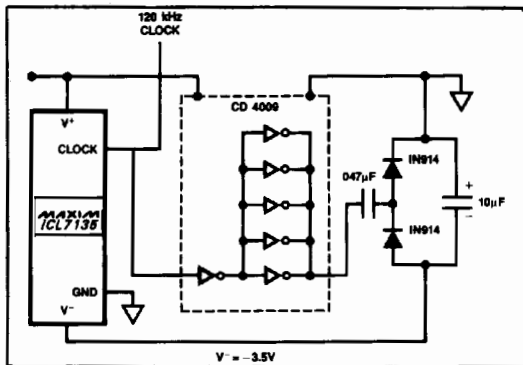 120 kHz
CLOCK
CD 4009
V+
CLOCK
MAXIM
ICL7135
GND
V−
047µF
IN914
IN914
+
10µF
−
V− = −3.5V